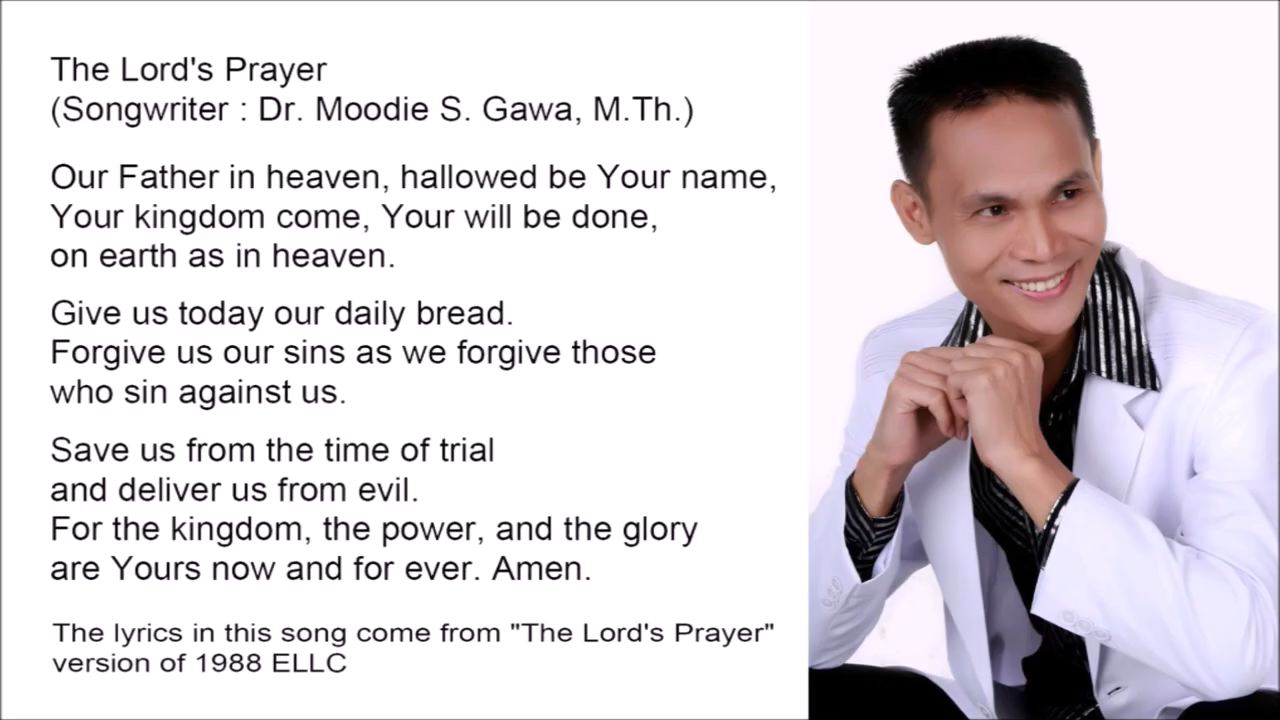 The Lord's Prayer
(Songwriter : Dr. Moodie S. Gawa, M.Th.)
Our Father in heaven, hallowed be Your name,
Your kingdom come, Your will be done,
on earth as in heaven.
Give us today our daily bread.
Forgive us our sins as we forgive those
who sin against us.
Save us from the time of trial
and deliver us from evil.
For the kingdom, the power, and the glory
are Yours now and for ever. Amen.
The lyrics in this song come from "The Lord's Prayer"
version of 1988 ELLC